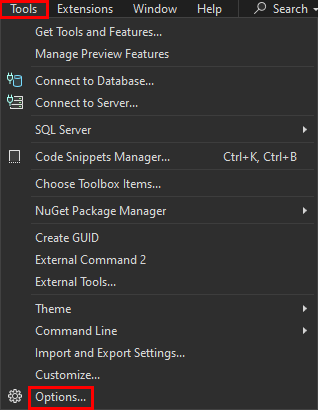 Tools Extensions Window Help Search
Get Tools and Features...
Manage Preview Features
Connect to Database...
Connect to Server...
SQL Server
Code Snippets Manager... Ctrl+K, Ctrl+B
Choose Toolbox Items...
NuGet Package Manager
Create GUID
External Command 2
External Tools...
Theme
Command Line
Import and Export Settings...
Customize...
Options...